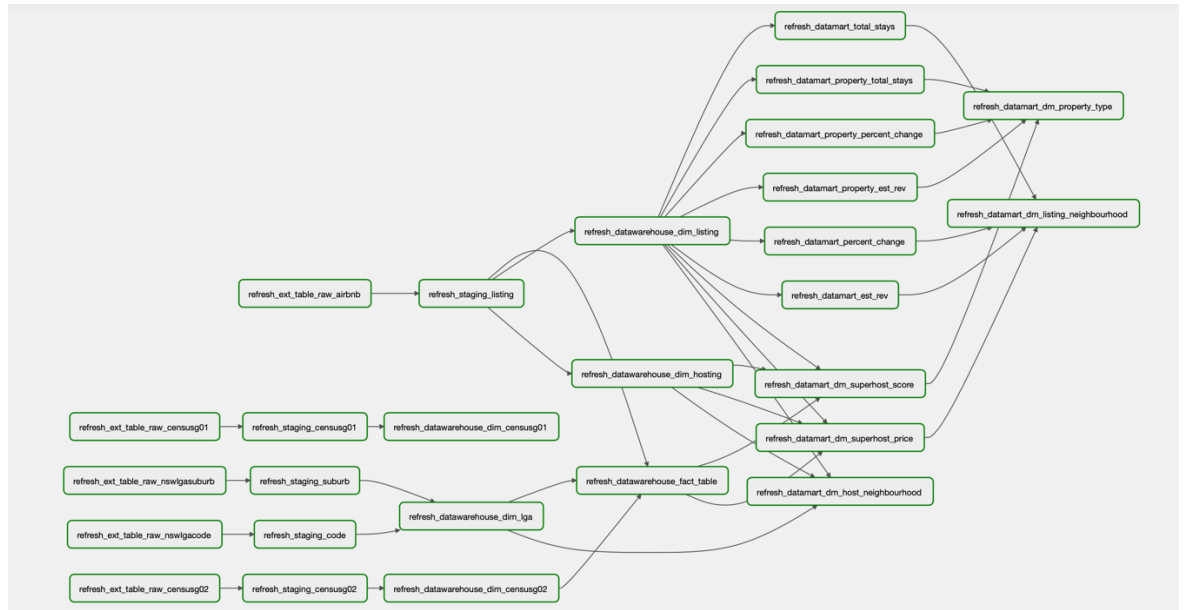 refresh_datamart_total_stays
refresh_datamart_property_total_stays
refresh_datamart_dm_property_type
refresh_datamart_property_percent_change
refresh_datamart_property_est_rev
refresh_datamart_dm_listing_neighbourhood
refresh_datawarehouse_dim_listing
refresh_datamart_percent_change
refresh_ext_table_raw_airbnb
refresh_staging_listing
refresh_datamart_est_rev
refresh_datawarehouse_dim_hosting
refresh_datamart_dm_superhost_score
refresh_ext_table_raw_censusg01
refresh_staging_censusg01
refresh_datawarehouse_dim_censusg01
refresh_datamart_dm_superhost_price
refresh_ext_table_raw_nswlgasuburb
refresh_staging_suburb
refresh_datawarehouse_fact_table
refresh_datamart_dm_host_neighbourhood
refresh_datawarehouse_dim_lga
refresh_ext_table_raw_nswlgacode
refresh_staging_code
refresh_ext_table_raw_censusg02
refresh_staging_censusg02
refresh_datawarehouse_dim_censusg02